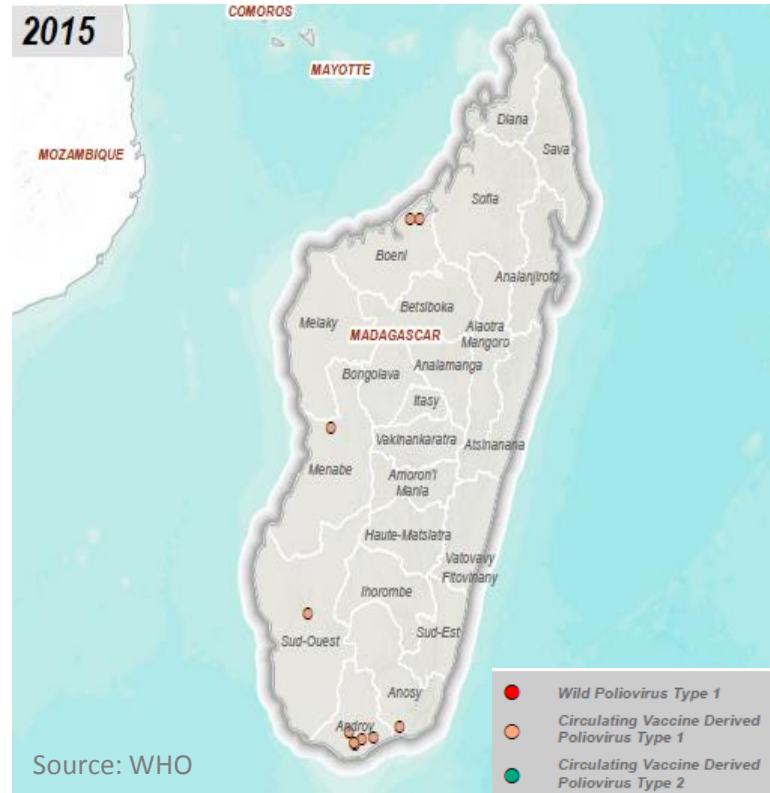 2015
COMOROS
MAYOTTE
MOZAMBIQUE
Diana
Sava
Sofia
Boeni
Analanjirofo
Betsiboka
Melaky
MADAGASCAR
Alaotra
Mangoro
Bongolava
Analamanga
Itasy
Vakinankaratra
Atsinanana
Menabe
Amoron'I
Mania
Haute-Matsiatra
Vatovavy
Fitovinany
Ihorombe
Sud-Ouest
Sud-Est
Anosy
Androy
Wild Poliovirus Type 1
Circulating Vaccine Derived
Poliovirus Type 1
Circulating Vaccine Derived
Poliovirus Type 2
Source: WHO